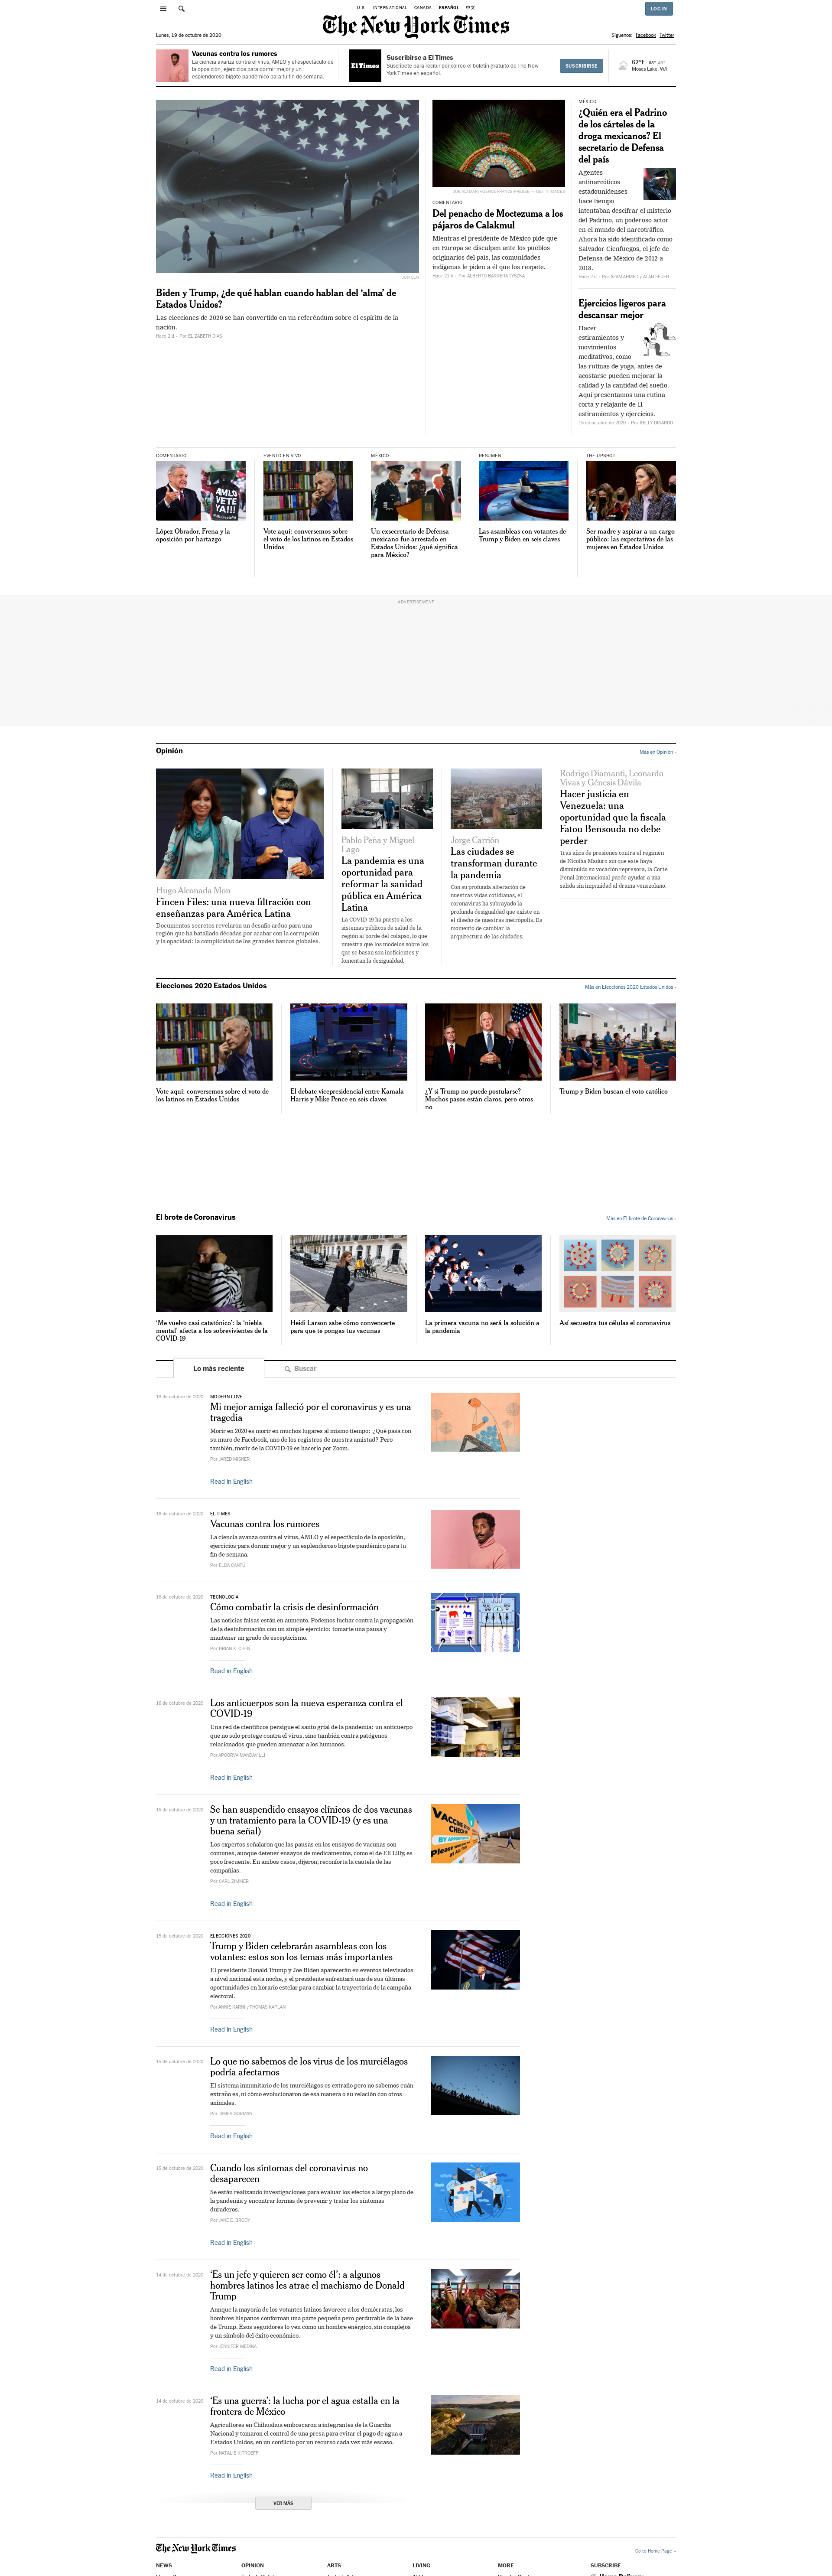 U.S. INTERNATIONAL CANADA ESPAÑOL 中文
LOG IN
The New York Times
Lunes, 19 de octubre de 2020
Síguenos: Facebook Twitter
Vacunas contra los rumores
La ciencia avanza contra el virus, AMLO y el espectáculo de
la oposición, ejercicios para dormir mejor y un
esplendoroso bigote pandémico para tu fin de semana.
El Times
Suscribirse a El Times
Suscríbete para recibir por correo el boletín gratuito de The New
York Times en español.
SUSCRIBIRSE
62°F
Moses Lake, WA
JUN CEN
Biden y Trump, ¿de qué hablan cuando hablan del ‘alma’ de
Estados Unidos?
Las elecciones de 2020 se han convertido en un referéndum sobre el espíritu de la
nación.
Hace 2 d – Por ELIZABETH DIAS
JOE KLAMAR/AGENCE FRANCE-PRESSE — GETTY IMAGES
COMENTARIO
Del penacho de Moctezuma a los
pájaros de Calakmul
Mientras el presidente de México pide que
en Europa se disculpen ante los pueblos
originarios del país, las comunidades
indígenas le piden a él que los respete.
Hace 21 h – Por ALBERTO BARRERA TYSZKA
MÉXICO
¿Quién era el Padrino
de los cárteles de la
droga mexicanos? El
secretario de Defensa
del país
Agentes
antinarcóticos
estadounidenses
hace tiempo
intentaban descifrar el misterio
del Padrino, un poderoso actor
en el mundo del narcotráfico.
Ahora ha sido identificado como
Salvador Cienfuegos, el jefe de
Defensa de México de 2012 a
2018.
Hace 2 d – Por AZAM AHMED y ALAN FEUER
Ejercicios ligeros para
descansar mejor
Hacer
estiramientos y
movimientos
meditativos, como
las rutinas de yoga, antes de
acostarse pueden mejorar la
calidad y la cantidad del sueño.
Aquí presentamos una rutina
corta y relajante de 11
estiramientos y ejercicios.
15 de octubre de 2020 – Por KELLY DINARDO
COMENTARIO
AMLO
VETE
YA!!!
López Obrador, Frena y la
oposición por hartazgo
EVENTO EN VIVO
Vote aquí: conversemos sobre
el voto de los latinos en Estados
Unidos
MÉXICO
Un exsecretario de Defensa
mexicano fue arrestado en
Estados Unidos: ¿qué significa
para México?
RESUMEN
Las asambleas con votantes de
Trump y Biden en seis claves
THE UPSHOT
Ser madre y aspirar a un cargo
público: las expectativas de las
mujeres en Estados Unidos
ADVERTISEMENT
Opinión
Más en Opinión ›
Hugo Alconada Mon
Fincen Files: una nueva filtración con
enseñanzas para América Latina
Documentos secretos revelaron un desafío arduo para una
región que ha batallado décadas por acabar con la corrupción
y la opacidad: la complicidad de los grandes bancos globales.
Pablo Peña y Miguel
Lago
La pandemia es una
oportunidad para
reformar la sanidad
pública en América
Latina
La COVID-19 ha puesto a los
sistemas públicos de salud de la
región al borde del colapso, lo que
muestra que los modelos sobre los
que se basan son ineficientes y
fomentan la desigualdad.
Jorge Carrión
Las ciudades se
transforman durante
la pandemia
Con su profunda alteración de
nuestras vidas cotidianas, el
coronavirus ha subrayado la
profunda desigualdad que existe en
el diseño de nuestras metrópolis. Es
momento de cambiar la
arquitectura de las ciudades.
Rodrigo Diamanti, Leonardo
Vivas y Génesis Dávila
Hacer justicia en
Venezuela: una
oportunidad que la fiscala
Fatou Bensouda no debe
perder
Tras años de presiones contra el régimen
de Nicolás Maduro sin que este haya
disminuido su vocación represora, la Corte
Penal Internacional puede ayudar a una
salida sin impunidad al drama venezolano.
Elecciones 2020 Estados Unidos
Más en Elecciones 2020 Estados Unidos ›
Vote aquí: conversemos sobre el voto de
los latinos en Estados Unidos
El debate vicepresidencial entre Kamala
Harris y Mike Pence en seis claves
¿Y si Trump no puede postularse?
Muchos pasos están claros, pero otros
no
Trump y Biden buscan el voto católico
El brote de Coronavirus
Más en El brote de Coronavirus ›
‘Me vuelvo casi catatónico’: la ‘niebla
mental’ afecta a los sobrevivientes de la
COVID-19
Heidi Larson sabe cómo convencerte
para que te pongas tus vacunas
La primera vacuna no será la solución a
la pandemia
Así secuestra tus células el coronavirus
Lo más reciente
Buscar
18 de octubre de 2020
MODERN LOVE
Mi mejor amiga falleció por el coronavirus y es una
tragedia
Morir en 2020 es morir en muchos lugares al mismo tiempo: ¿Qué pasa con
su muro de Facebook, uno de los registros de nuestra amistad? Pero
también, morir de la COVID-19 es hacerlo por Zoom.
Por JARED MISNER
Read in English
16 de octubre de 2020
EL TIMES
Vacunas contra los rumores
La ciencia avanza contra el virus, AMLO y el espectáculo de la oposición,
ejercicios para dormir mejor y un esplendoroso bigote pandémico para tu
fin de semana.
Por ELDA CANTÚ
16 de octubre de 2020
TECNOLOGÍA
Cómo combatir la crisis de desinformación
Las noticias falsas están en aumento. Podemos luchar contra la propagación
de la desinformación con un simple ejercicio: tomarte una pausa y
mantener un grado de escepticismo.
Por BRIAN X. CHEN
Read in English
16 de octubre de 2020
Los anticuerpos son la nueva esperanza contra el
COVID-19
Una red de científicos persigue el santo grial de la pandemia: un anticuerpo
que no solo protege contra el virus, sino también contra patógenos
relacionados que pueden amenazar a los humanos.
Por APOORVA MANDAVILLI
Read in English
15 de octubre de 2020
Se han suspendido ensayos clínicos de dos vacunas
y un tratamiento para la COVID-19 (y es una
buena señal)
Los expertos señalaron que las pausas en los ensayos de vacunas son
comunes, aunque detener ensayos de medicamentos, como el de Eli Lilly, es
poco frecuente. En ambos casos, dijeron, reconforta la cautela de las
compañías.
Por CARL ZIMMER
Read in English
15 de octubre de 2020
ELECCIONES 2020
Trump y Biden celebrarán asambleas con los
votantes: estos son los temas más importantes
El presidente Donald Trump y Joe Biden aparecerán en eventos televisados
a nivel nacional esta noche, y el presidente enfrentará una de sus últimas
oportunidades en horario estelar para cambiar la trayectoria de la campaña
electoral.
Por ANNIE KARNI y THOMAS KAPLAN
Read in English
15 de octubre de 2020
Lo que no sabemos de los virus de los murciélagos
podría afectarnos
El sistema inmunitario de los murciélagos es extraño pero no sabemos cuán
extraño es, ni cómo evolucionaron de esa manera o su relación con otros
animales.
Por JAMES GORMAN
Read in English
15 de octubre de 2020
Cuando los síntomas del coronavirus no
desaparecen
Se están realizando investigaciones para evaluar los efectos a largo plazo de
la pandemia y encontrar formas de prevenir y tratar los síntomas
duraderos.
Por JANE E. BRODY
Read in English
14 de octubre de 2020
‘Es un jefe y quieren ser como él’: a algunos
hombres latinos les atrae el machismo de Donald
Trump
Aunque la mayoría de los votantes latinos favorece a los demócratas, los
hombres hispanos conforman una parte pequeña pero perdurable de la base
de Trump. Esos seguidores lo ven como un hombre enérgico, sin complejos
y un símbolo del éxito económico.
Por JENNIFER MEDINA
Read in English
14 de octubre de 2020
‘Es una guerra’: la lucha por el agua estalla en la
frontera de México
Agricultores en Chihuahua emboscaron a integrantes de la Guardia
Nacional y tomaron el control de una presa para evitar el pago de agua a
Estados Unidos, en un conflicto por un recurso cada vez más escaso.
Por NATALIE KITROEFF
Read in English
VER MÁS
The New York Times
Go to Home Page »
NEWS OPINION ARTS LIVING MORE SUBSCRIBE